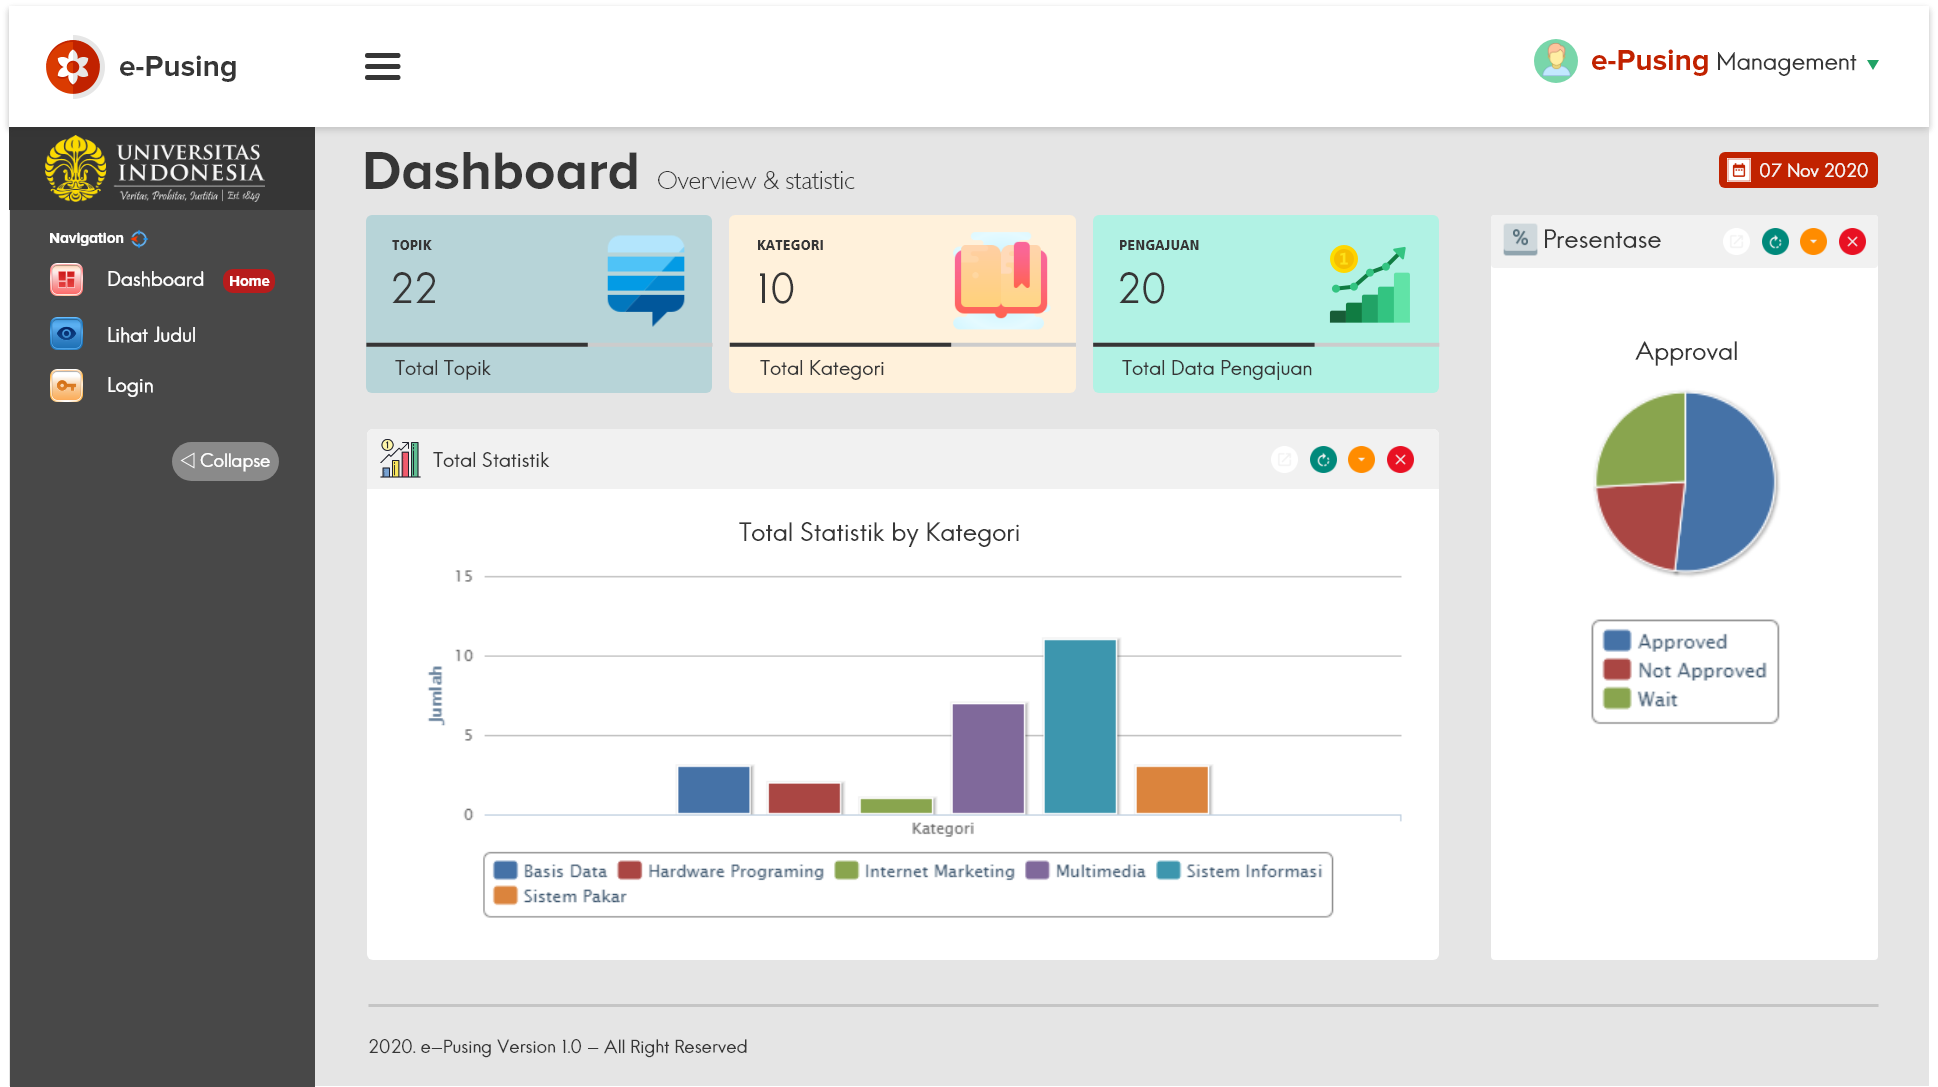 e-Pusing
e-Pusing Management
UNIVERSITAS
INDONESIA
Veritas, Probitas, Justitia | Est. 1849
Navigation
Dashboard Home
Lihat Judul
Login
Collapse
Dashboard Overview & statistic
07 Nov 2020
TOPIK
22
Total Topik
KATEGORI
10
Total Kategori
PENGAJUAN
20
1
Total Data Pengajuan
% Presentase
Approval
Approved
Not Approved
Wait
1
Total Statistik
Total Statistik by Kategori
15
10
5
0
Jumlah
Kategori
Basis Data Hardware Programing Internet Marketing Multimedia Sistem Informasi
Sistem Pakar
2020. e–Pusing Version 1.0 – All Right Reserved